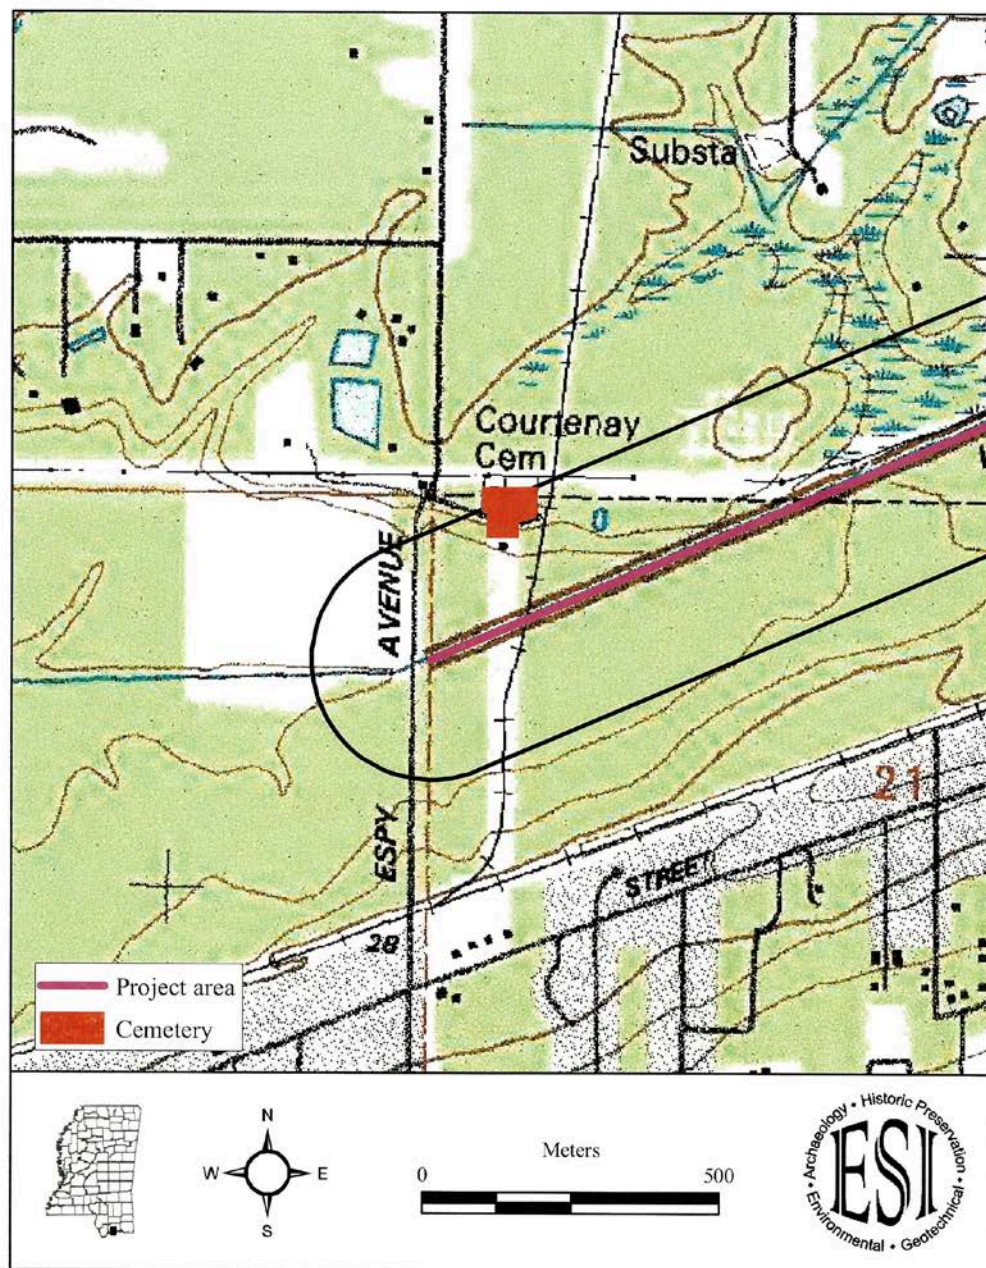 Substa
Courtenay
Cem
AVENUE
ESPY
21
STREET
28
Project area
Cemetery
N
W E
S
Meters
0 500
Archaeology • Historic Preservation •
ESI
Environmental • Geotechnical •